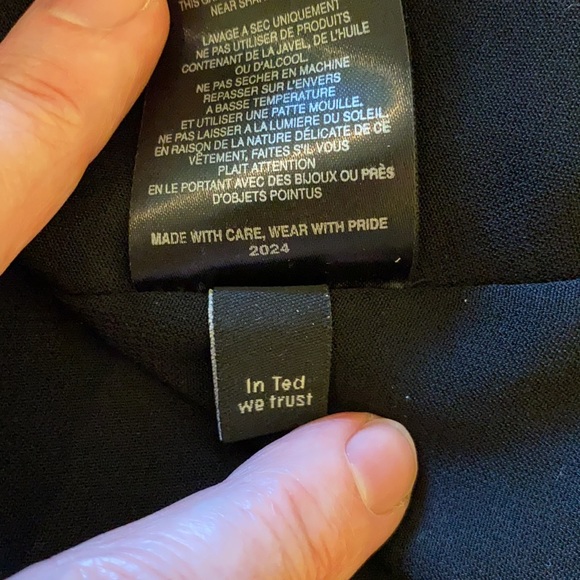 THIS
NEAR
LAVAGE A SEC UNIQUEMENT
NE PAS UTILISER DE PRODUITS
CONTENANT DE LA JAVEL, DE L'HUILE
OU D'ALCOOL.
NE PAS SECHER EN MACHINE
REPASSER SUR L'ENVERS
A BASSE TEMPERATURE
ET UTILISER UNE PATTE MOUILLE.
NE PAS LAISSER A LA LUMIERE DU SOLEIL.
EN RAISON DE LA NATURE DÉLICATE DE CE
VÊTEMENT, FAITES S'IL VOUS
PLAIT ATTENTION
EN LE PORTANT AVEC DES BIJOUX OU PRÈS
D'OBJETS POINTUS
MADE WITH CARE, WEAR WITH PRIDE
2024
In Ted
we trust